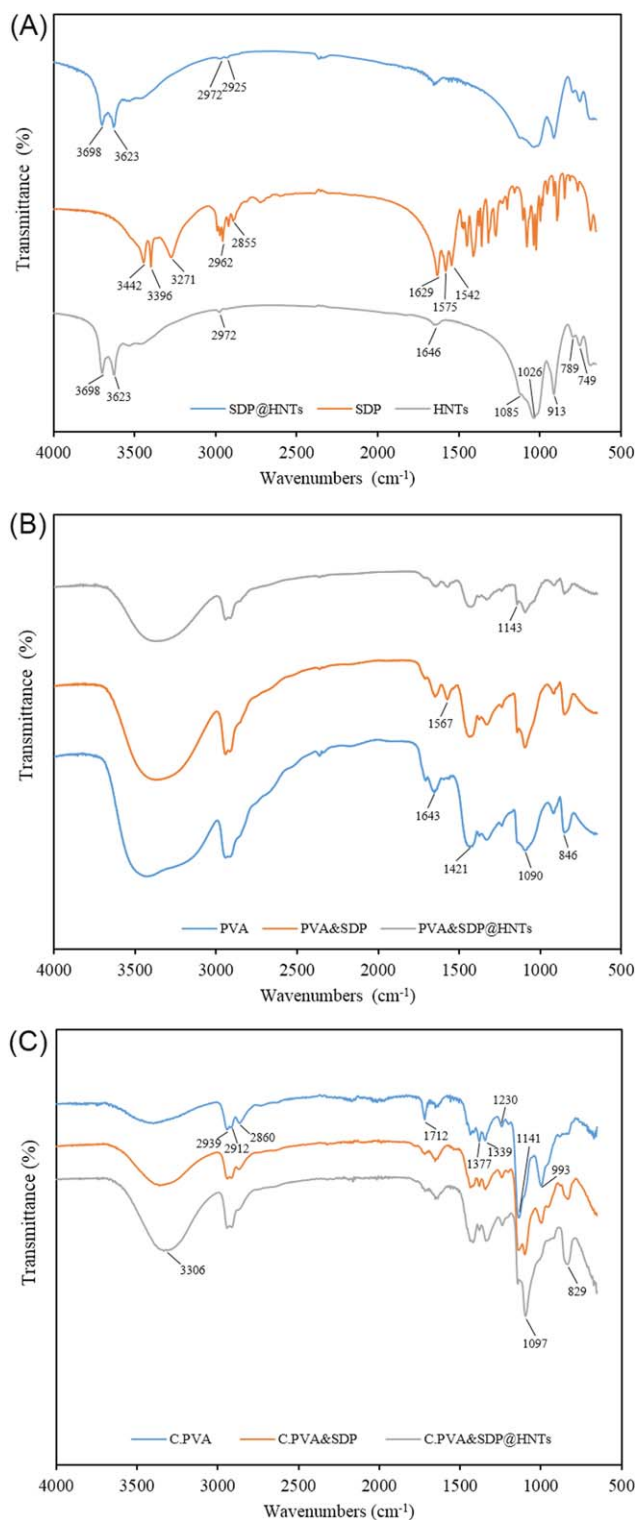 (A)
2972
2925
3698
3623
3442
3396
3271
2962
2855
1629
1575
1542
3698
3623
2972
1646
1085
1026
913
789
749
Transmittance (%)
SDP@HNTs SDP HNTs
4000 3500 3000 2500 2000 1500 1000 500
Wavenumbers (cm-1)
(B)
1143
1567
1643
1421
1090
846
Transmittance (%)
PVA PVA&SDP PVA&SDP@HNTs
4000 3500 3000 2500 2000 1500 1000 500
Wavenumbers (cm-1)
(C)
2939
2912
2860
1712
1377
1339
1230
1141
993
3306
1097
829
Transmittance (%)
C.PVA C.PVA&SDP C.PVA&SDP@HNTs
4000 3500 3000 2500 2000 1500 1000 500
Wavenumbers (cm-1)